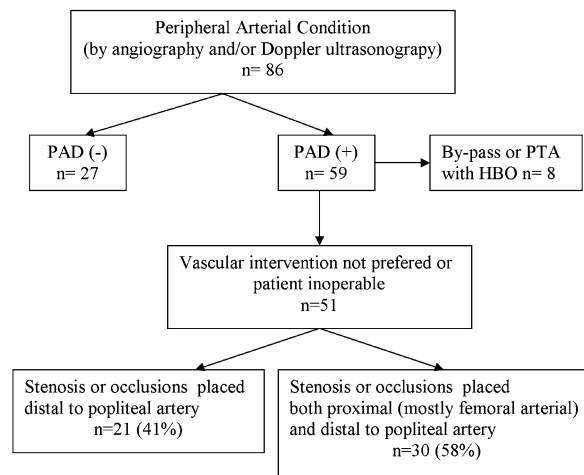 Peripheral Arterial Condition
(by angiography and/or Doppler ultrasonograpy)
n= 86
PAD (-)
n= 27
PAD (+)
n= 59
By-pass or PTA
with HBO n= 8
Vascular intervention not prefered or
patient inoperable
n=51
Stenosis or occlusions placed
distal to popliteal artery
n=21 (41%)
Stenosis or occlusions placed
both proximal (mostly femoral arterial)
and distal to popliteal artery
n=30 (58%)